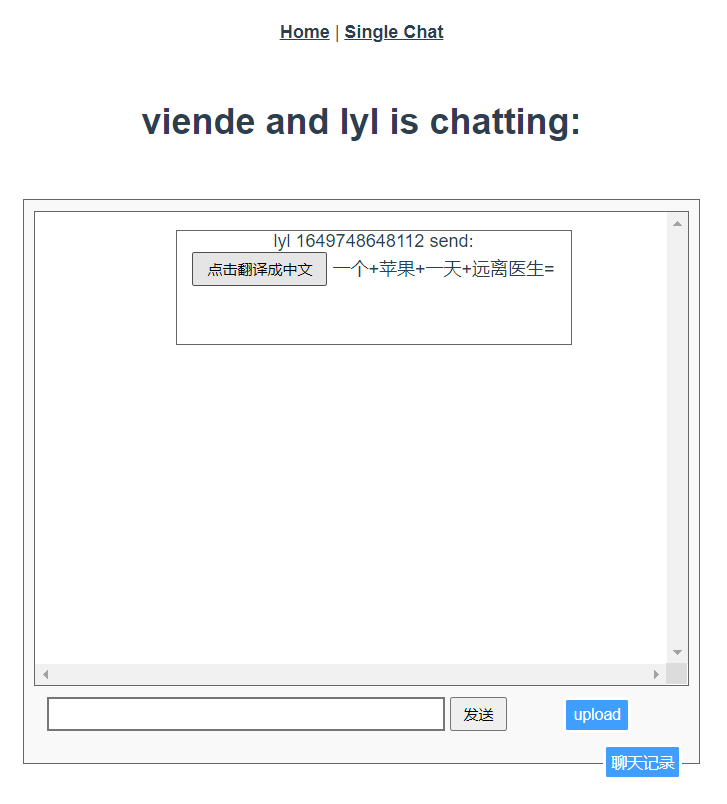 Home | Single Chat
viende and lyl is chatting:
lyl 1649748648112 send:
点击翻译成中文 一个+苹果+一天+远离医生=
发送 upload
聊天记录